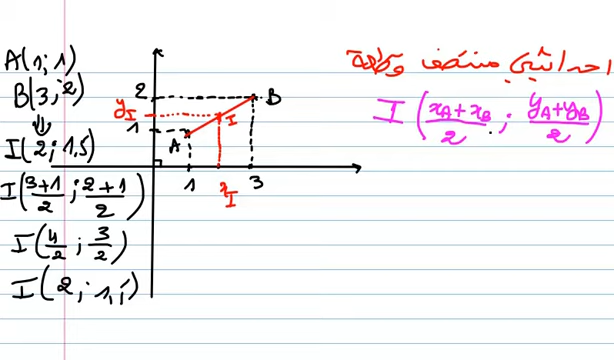 A(1; 1)
B(3; 2)
⇓
I(2; 1,5)
I(3+1/2 ; 2+1/2)
I(4/2 ; 3/2)
I(2 ; 1,
2
yI
1
A
I
B
1
xI
3
احداثيتي منتصف قطعة
I(xA+xB/2 ; yA+yB/2)